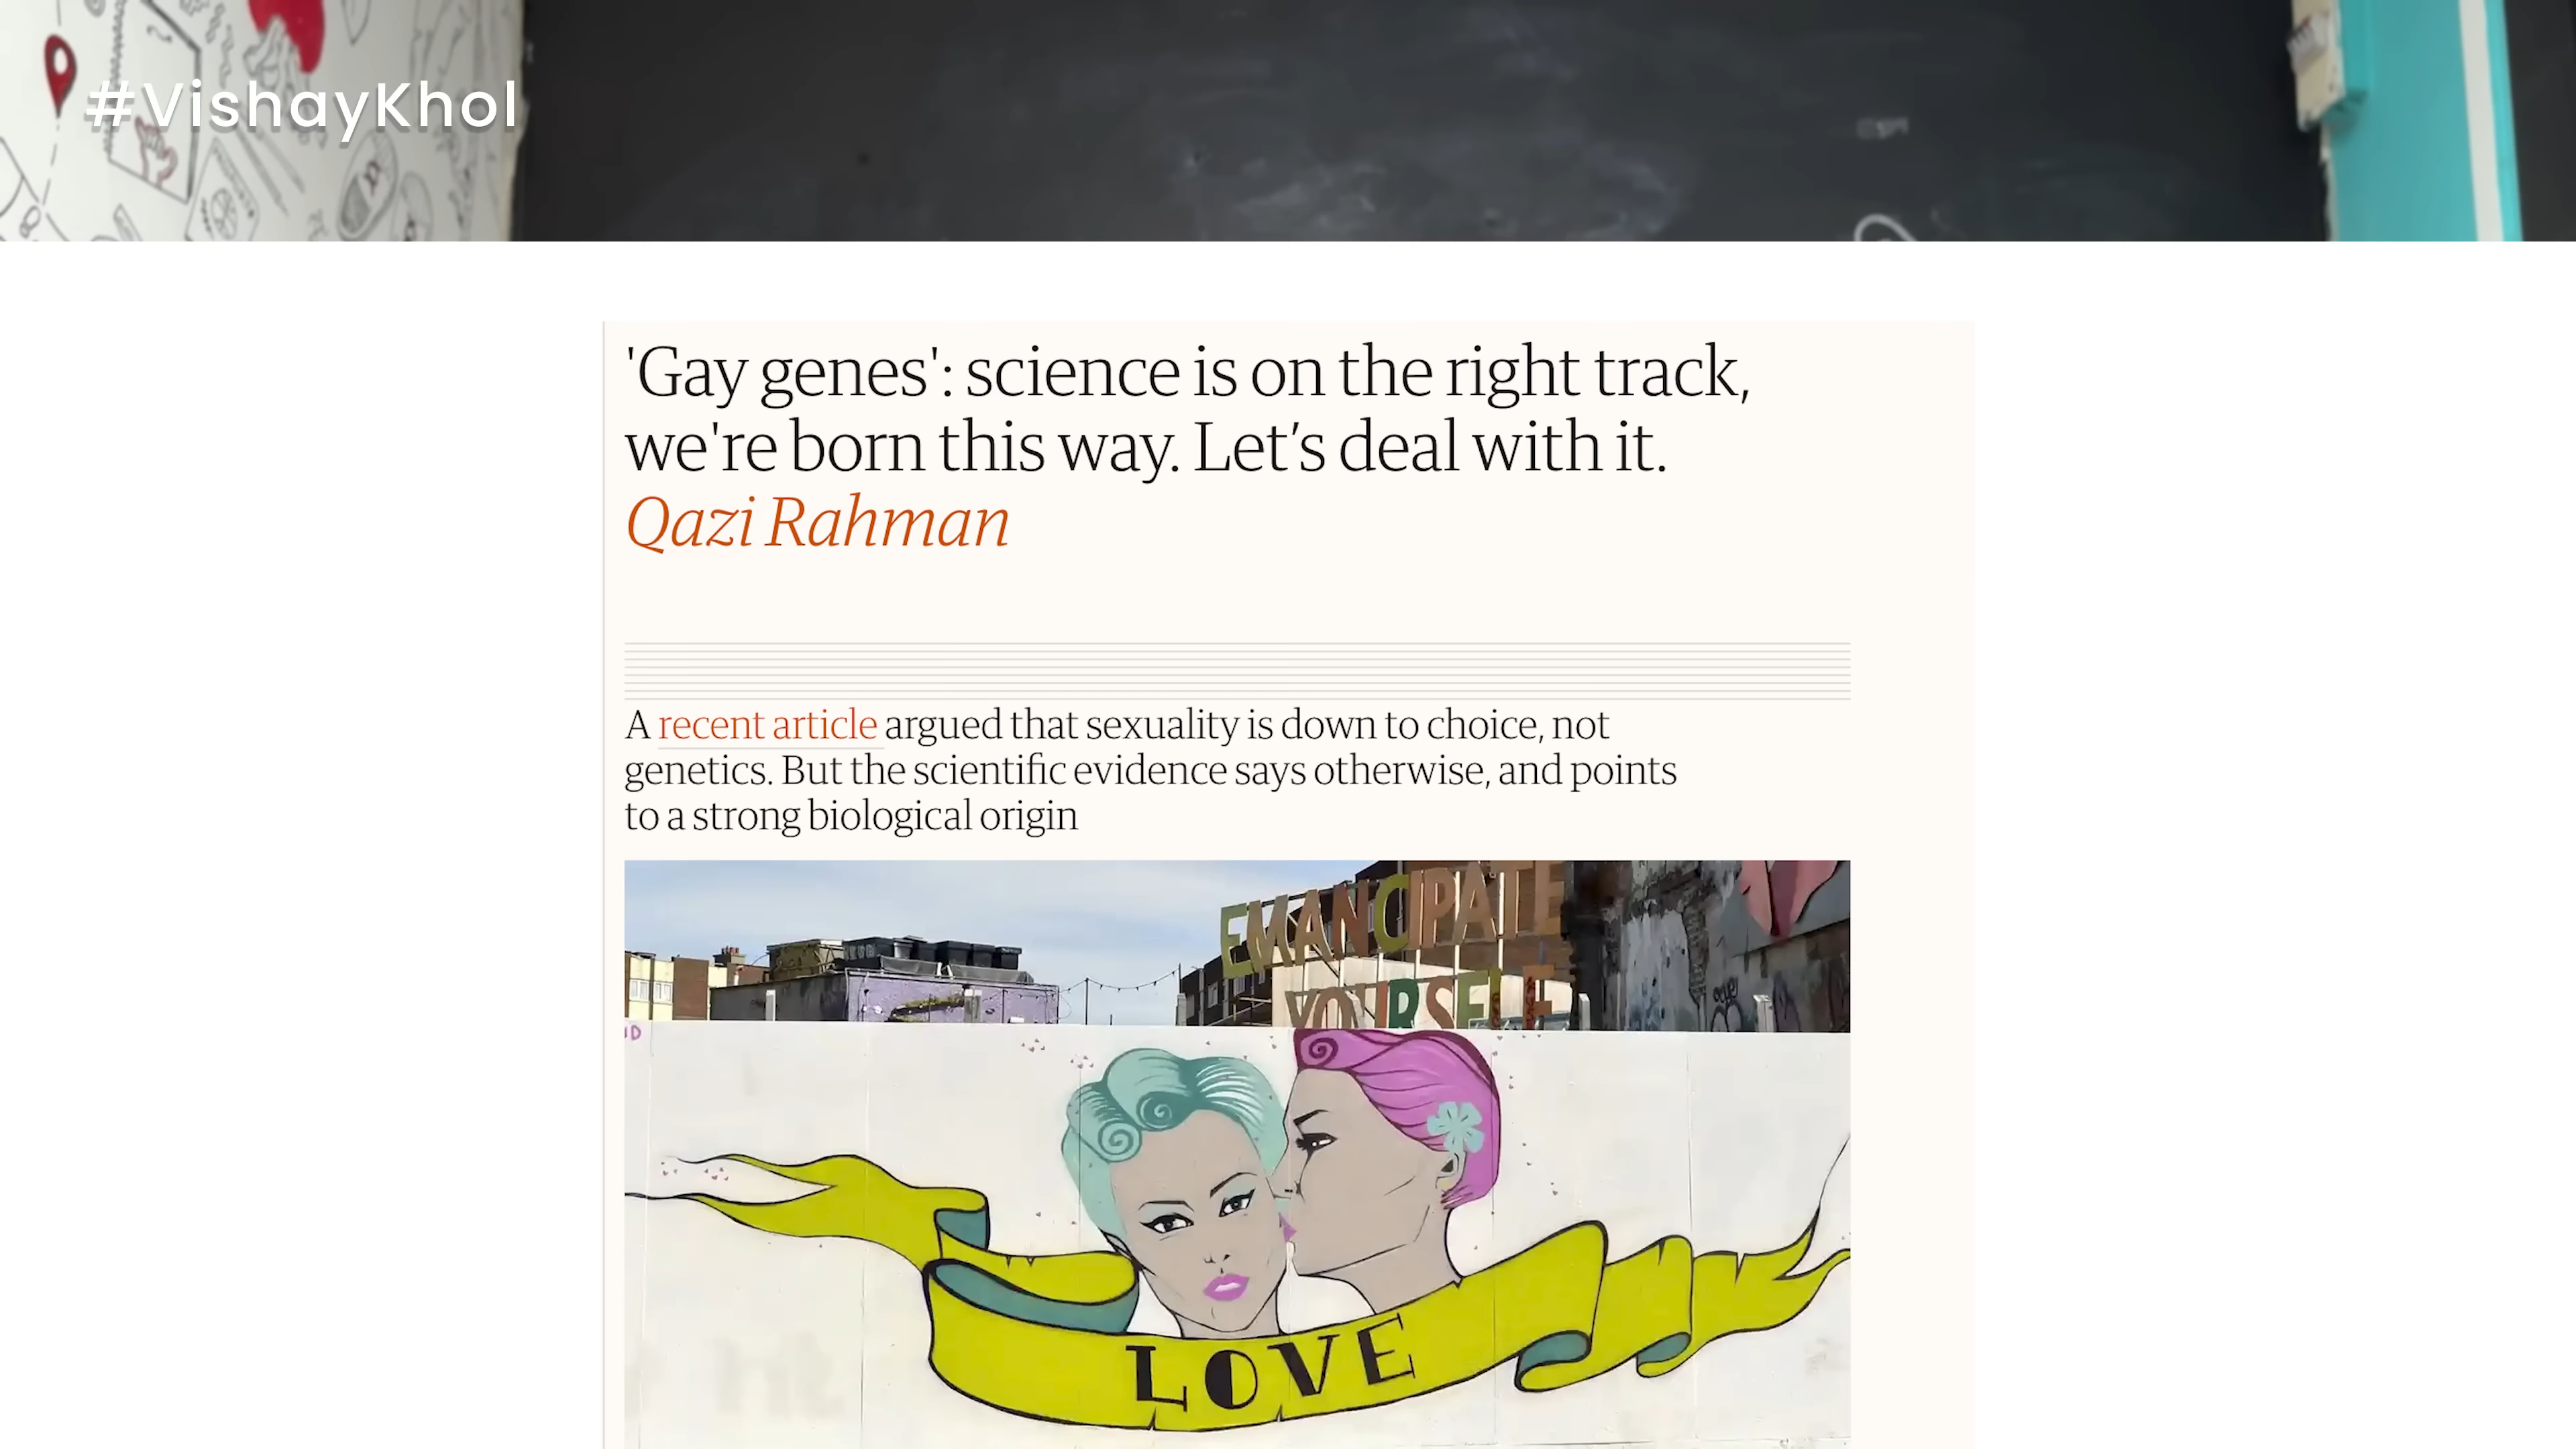 #VishayKhol
'Gay genes': science is on the right track,
we're born this way. Let’s deal with it.
Qazi Rahman
A recent article argued that sexuality is down to choice, not
genetics. But the scientific evidence says otherwise, and points
to a strong biological origin
EMANCIPATE
YOURSELF
LOVE